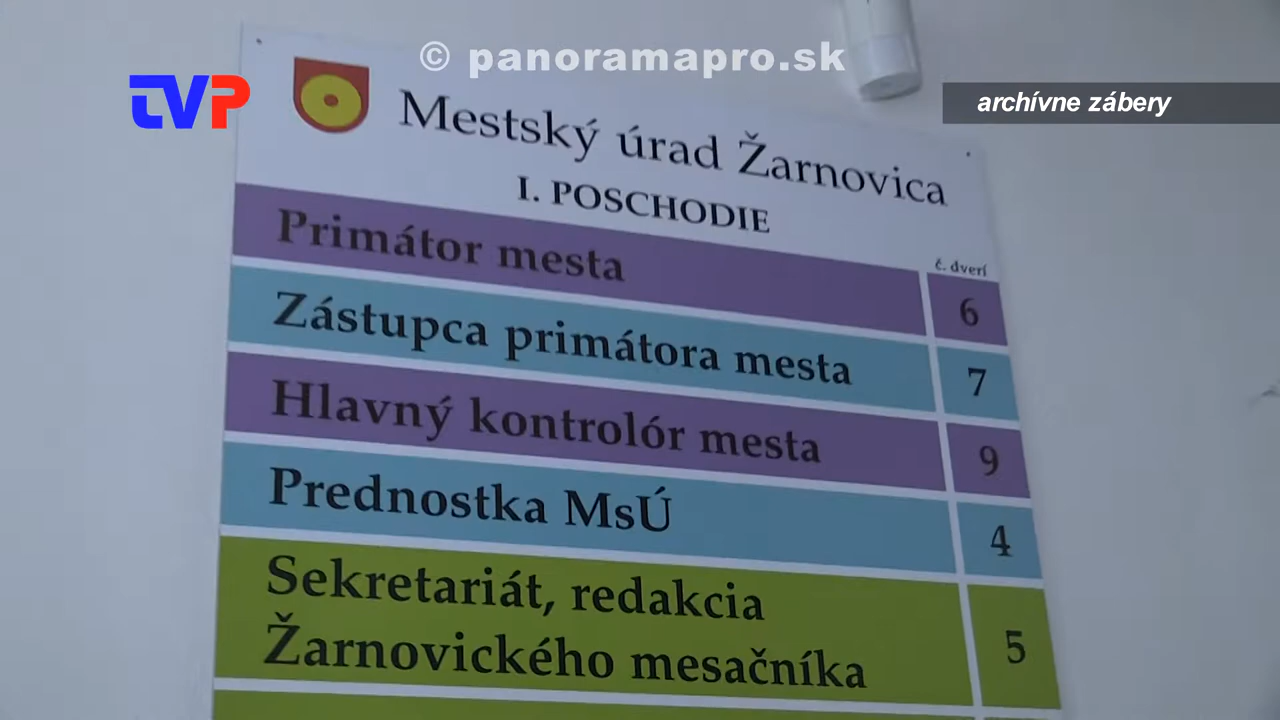 © panoramapro.sk
TVP
archívne zábery
Mestský úrad Žarnovica
I. POSCHODIE
č. dverí
Primátor mesta 6
Zástupca primátora mesta 7
Hlavný kontrolór mesta 9
Prednostka MsÚ 4
Sekretariát, redakcia
Žarnovického mesačníka 5